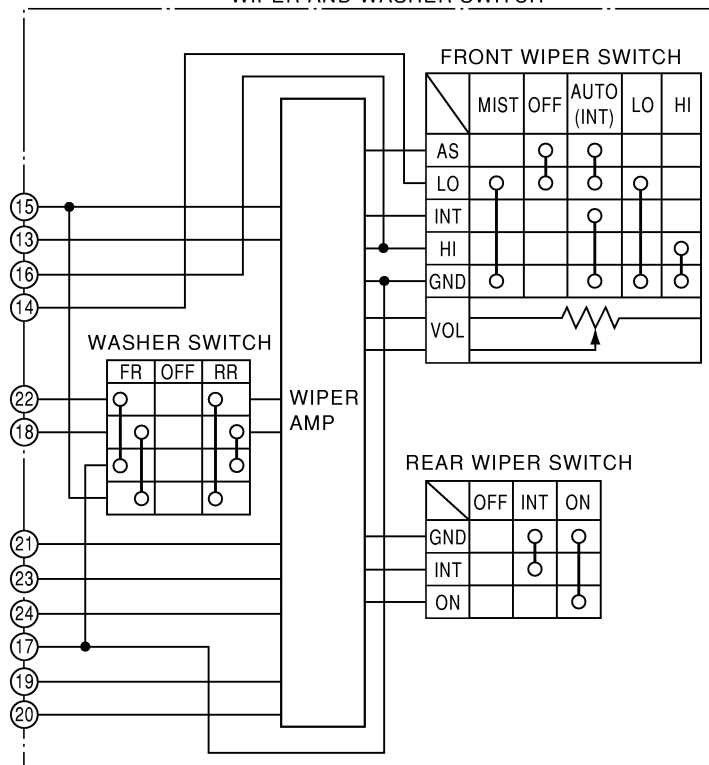 WIPER AND WASHER SWITCH
FRONT WIPER SWITCH
MIST OFF AUTO (INT) LO HI
AS
LO
INT
HI
GND
VOL
15
13
16
14
WASHER SWITCH
FR OFF RR
22
18
WIPER
AMP
REAR WIPER SWITCH
OFF INT ON
GND
INT
ON
21
23
24
17
19
20